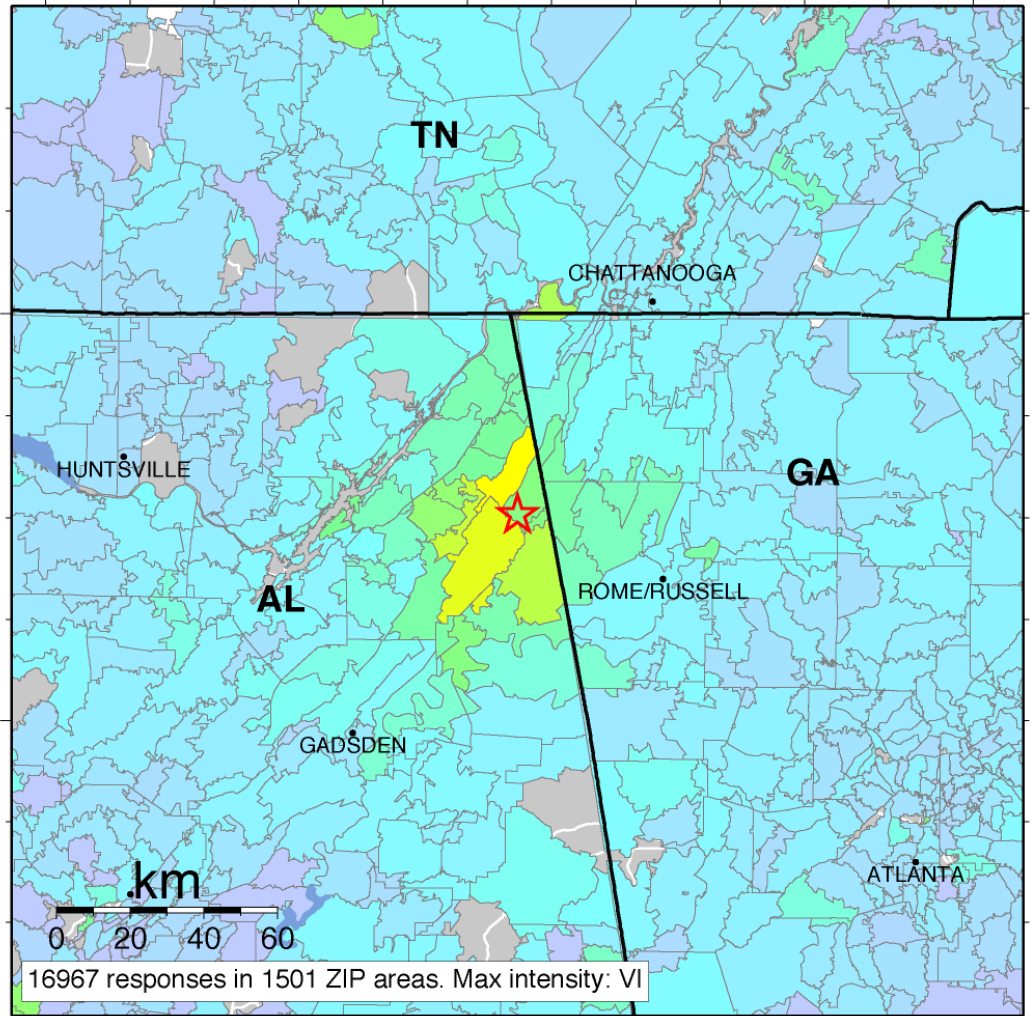 TN
CHATTANOOGA
HUNTSVILLE
GA
AL
ROME/RUSSELL
GADSDEN
km
ATLANTA
0 20 40 60
16967 responses in 1501 ZIP areas. Max intensity: VI